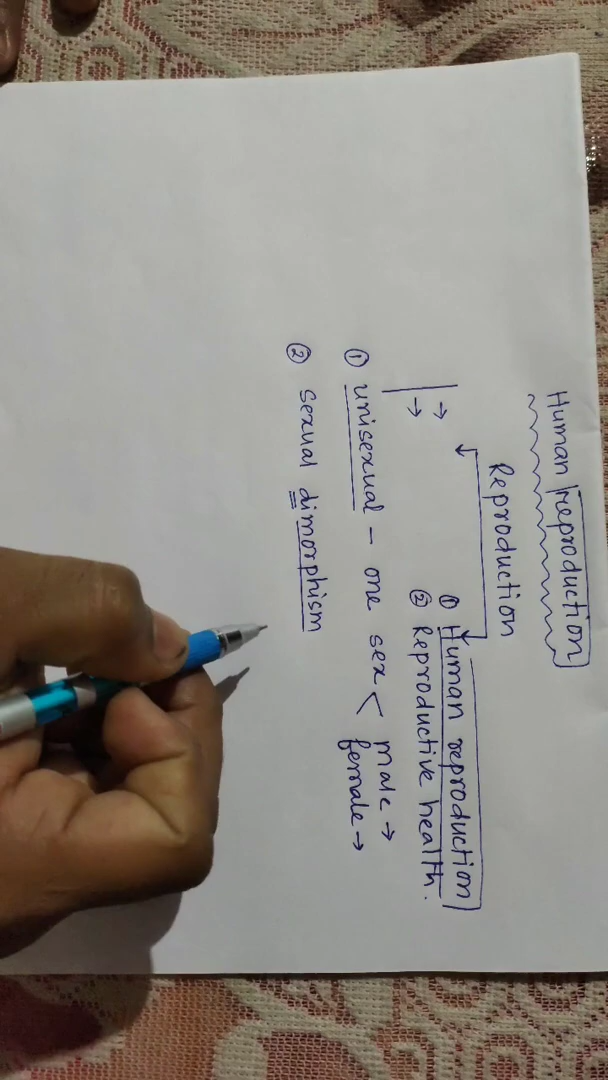 Human reproduction
Reproduction
① Human reproduction
② Reproductive health.
→
→
① unisexual - one sex < male →
female →
② sexual dimorphism